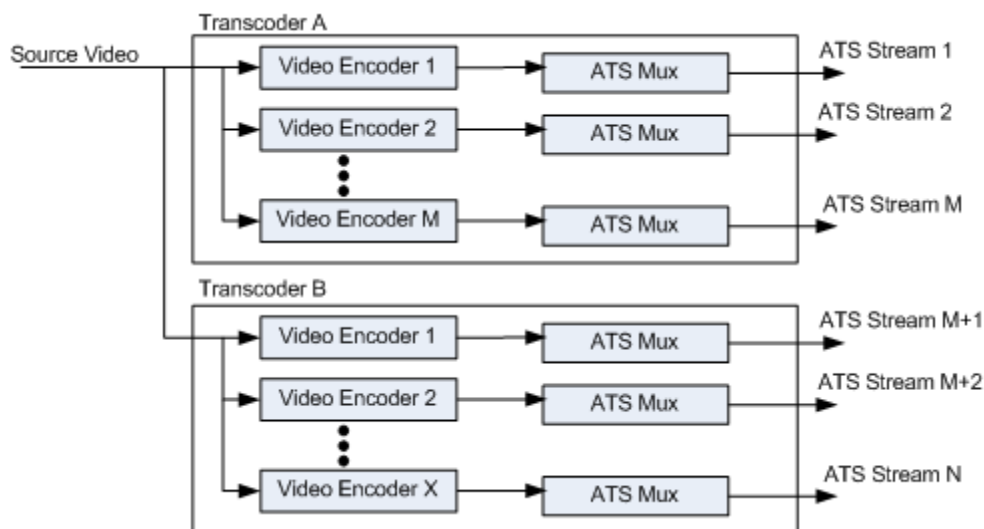 Transcoder A
Source Video
Video Encoder 1
ATS Mux
ATS Stream 1
Video Encoder 2
ATS Mux
ATS Stream 2
Video Encoder M
ATS Mux
ATS Stream M
Transcoder B
Video Encoder 1
ATS Mux
ATS Stream M+1
Video Encoder 2
ATS Mux
ATS Stream M+2
Video Encoder X
ATS Mux
ATS Stream N